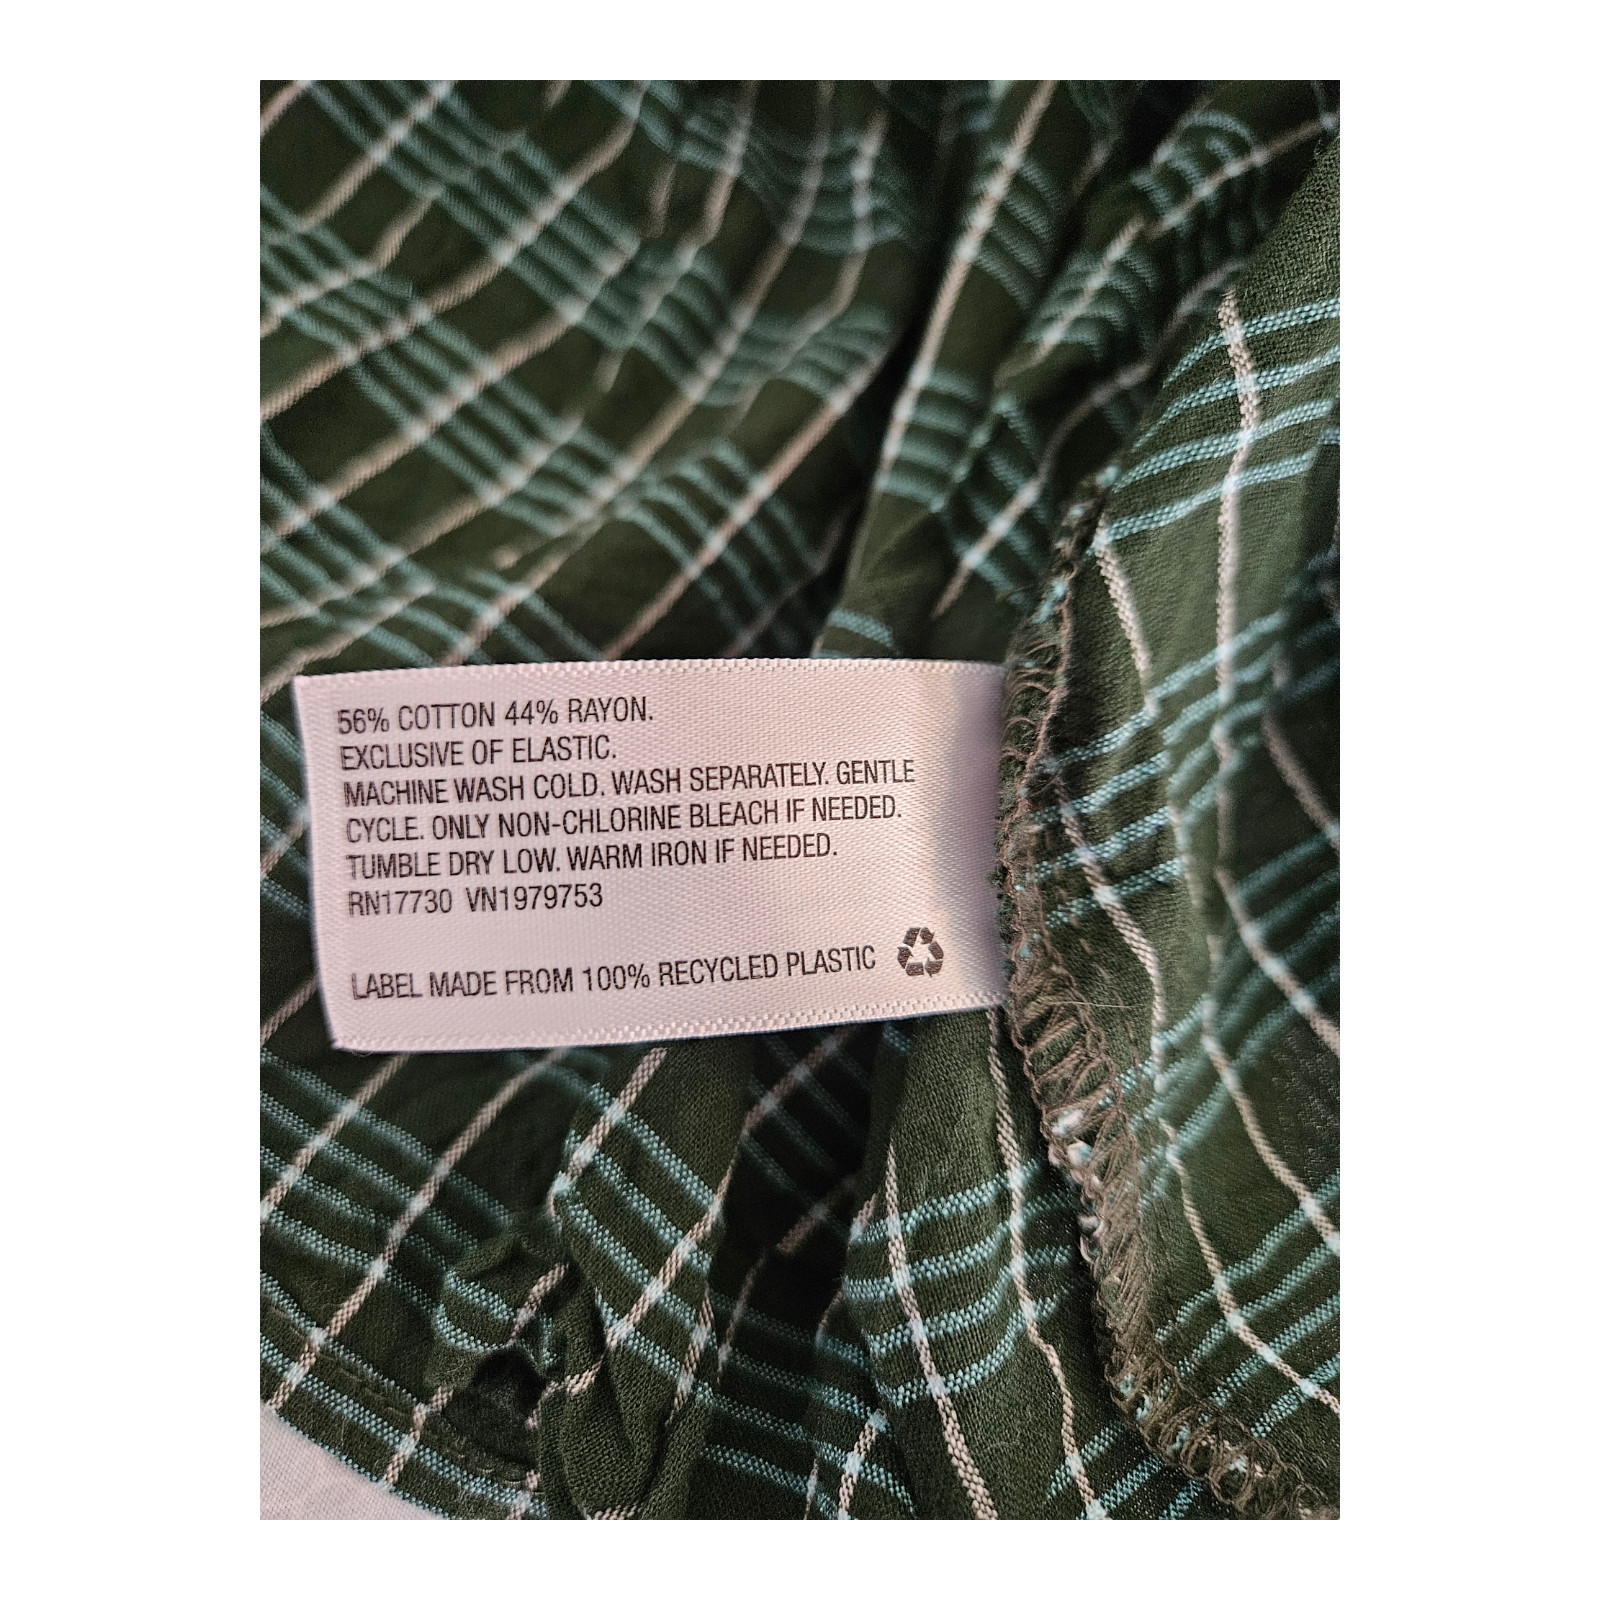 56% COTTON 44% RAYON.
EXCLUSIVE OF ELASTIC.
MACHINE WASH COLD. WASH SEPARATELY. GENTLE
CYCLE. ONLY NON-CHLORINE BLEACH IF NEEDED.
TUMBLE DRY LOW. WARM IRON IF NEEDED.
RN17730 VN1979753
LABEL MADE FROM 100% RECYCLED PLASTIC